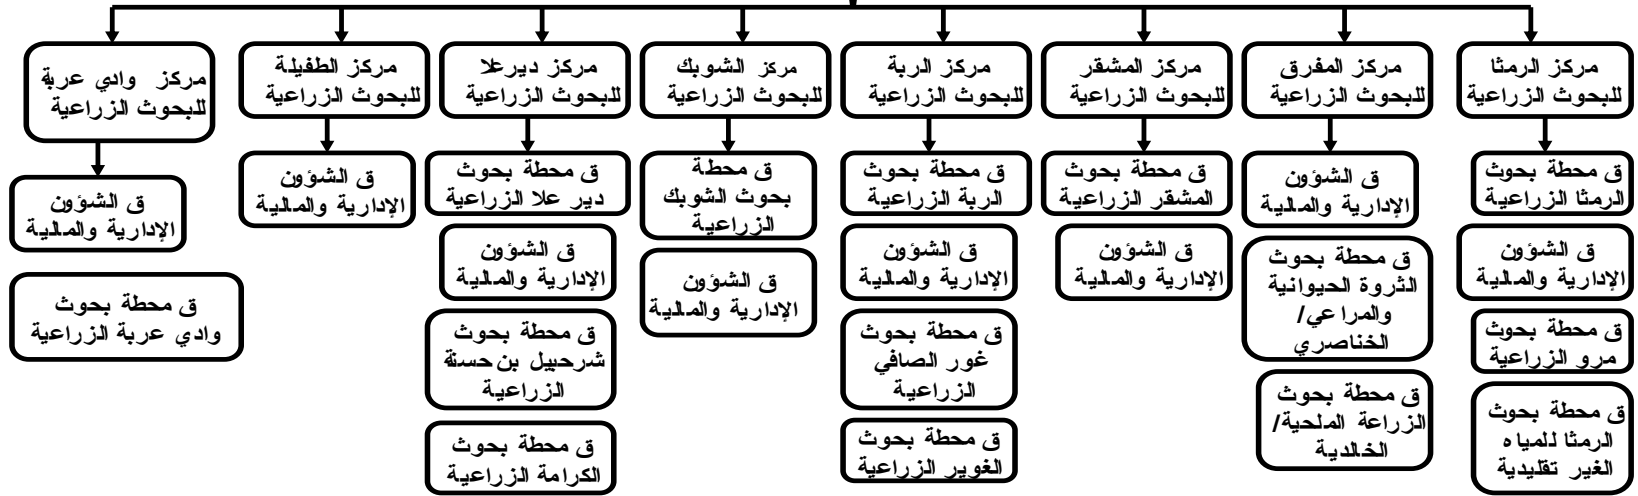 مركز الرمثا
للبحوث الزراعية
مركز المفرق
للبحوث الزراعية
مركز المشقر
للبحوث الزراعية
مركز الربة
للبحوث الزراعية
مركز الشوبك
للبحوث الزراعية
مركز ديرعلا
للبحوث الزراعية
مركز الطفيلة
للبحوث الزراعية
مركز وادي عربة
للبحوث الزراعية
ق محطة بحوث
الرمثا الزراعية
ق الشؤون
الإدارية والمالية
ق محطة بحوث
مرو الزراعية
ق محطة بحوث
الرمثا للمياه
الغير تقليدية
ق الشؤون
الإدارية والمالية
ق محطة بحوث
الثروة الحيوانية
والمراعي/
الخناصري
ق محطة بحوث
الزراعة الملحية/
الخالدية
ق محطة بحوث
المشقر الزراعية
ق الشؤون
الإدارية والمالية
ق محطة بحوث
الربة الزراعية
ق الشؤون
الإدارية والمالية
ق محطة بحوث
غور الصافي
الزراعية
ق محطة بحوث
الغوير الزراعية
ق محطة
بحوث الشوبك
الزراعية
ق الشؤون
الإدارية والمالية
ق محطة بحوث
دير علا الزراعية
ق الشؤون
الإدارية والمالية
ق محطة بحوث
شرحبيل بن حسنة
الزراعية
ق محطة بحوث
الكرامة الزراعية
ق الشؤون
الإدارية والمالية
ق الشؤون
الإدارية والمالية
ق محطة بحوث
وادي عربة الزراعية